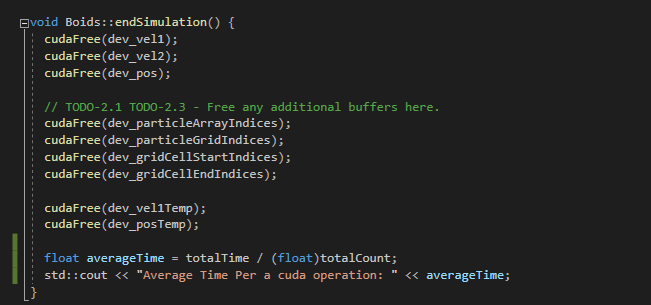 void Boids::endSimulation() {
cudaFree(dev_vel1);
cudaFree(dev_vel2);
cudaFree(dev_pos);
// TODO-2.1 TODO-2.3 - Free any additional buffers here.
cudaFree(dev_particleArrayIndices);
cudaFree(dev_particleGridIndices);
cudaFree(dev_gridCellStartIndices);
cudaFree(dev_gridCellEndIndices);
cudaFree(dev_vel1Temp);
cudaFree(dev_posTemp);
float averageTime = totalTime / (float)totalCount;
std::cout << "Average Time Per a cuda operation: " << averageTime;
}